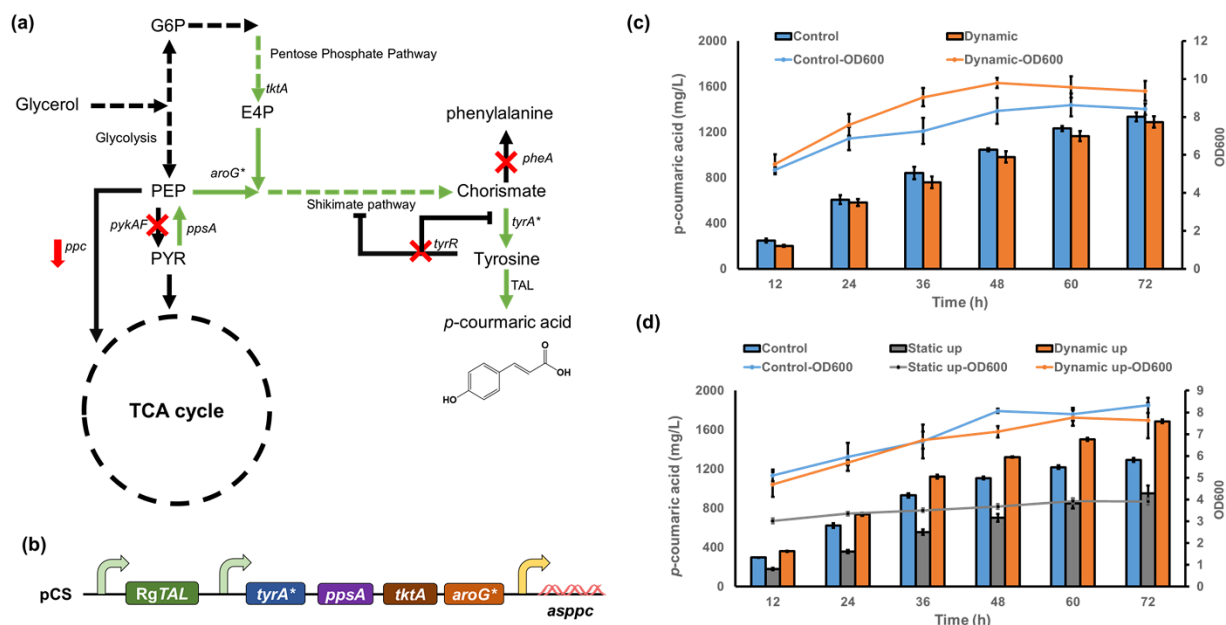 (a)
G6P
Pentose Phosphate Pathway
tktA
Glycerol
E4P
Glycolysis
phenylalanine
pheA
aroG*
PEP
Chorismate
Shikimate pathway
pykAF
ppsA
tyrA*
ppc
tyrR
PYR
Tyrosine
TAL
p-courmaric acid
O
OH
HO
TCA cycle
(b)
pCS
RgTAL
tyrA*
ppsA
tktA
aroG*
asppc
(c)
Control
Dynamic
Control-OD600
Dynamic-OD600
p-coumaric acid (mg/L)
2000
1600
1200
800
400
0
12
10
8
6
4
2
0
OD600
12 24 36 48 60 72
Time (h)
(d)
Control
Static up
Dynamic up
Control-OD600
Static up-OD600
Dynamic up-OD600
p-coumaric acid (mg/L)
2000
1600
1200
800
400
0
9
8
7
6
5
4
3
2
1
0
OD600
12 24 36 48 60 72
Time (h)